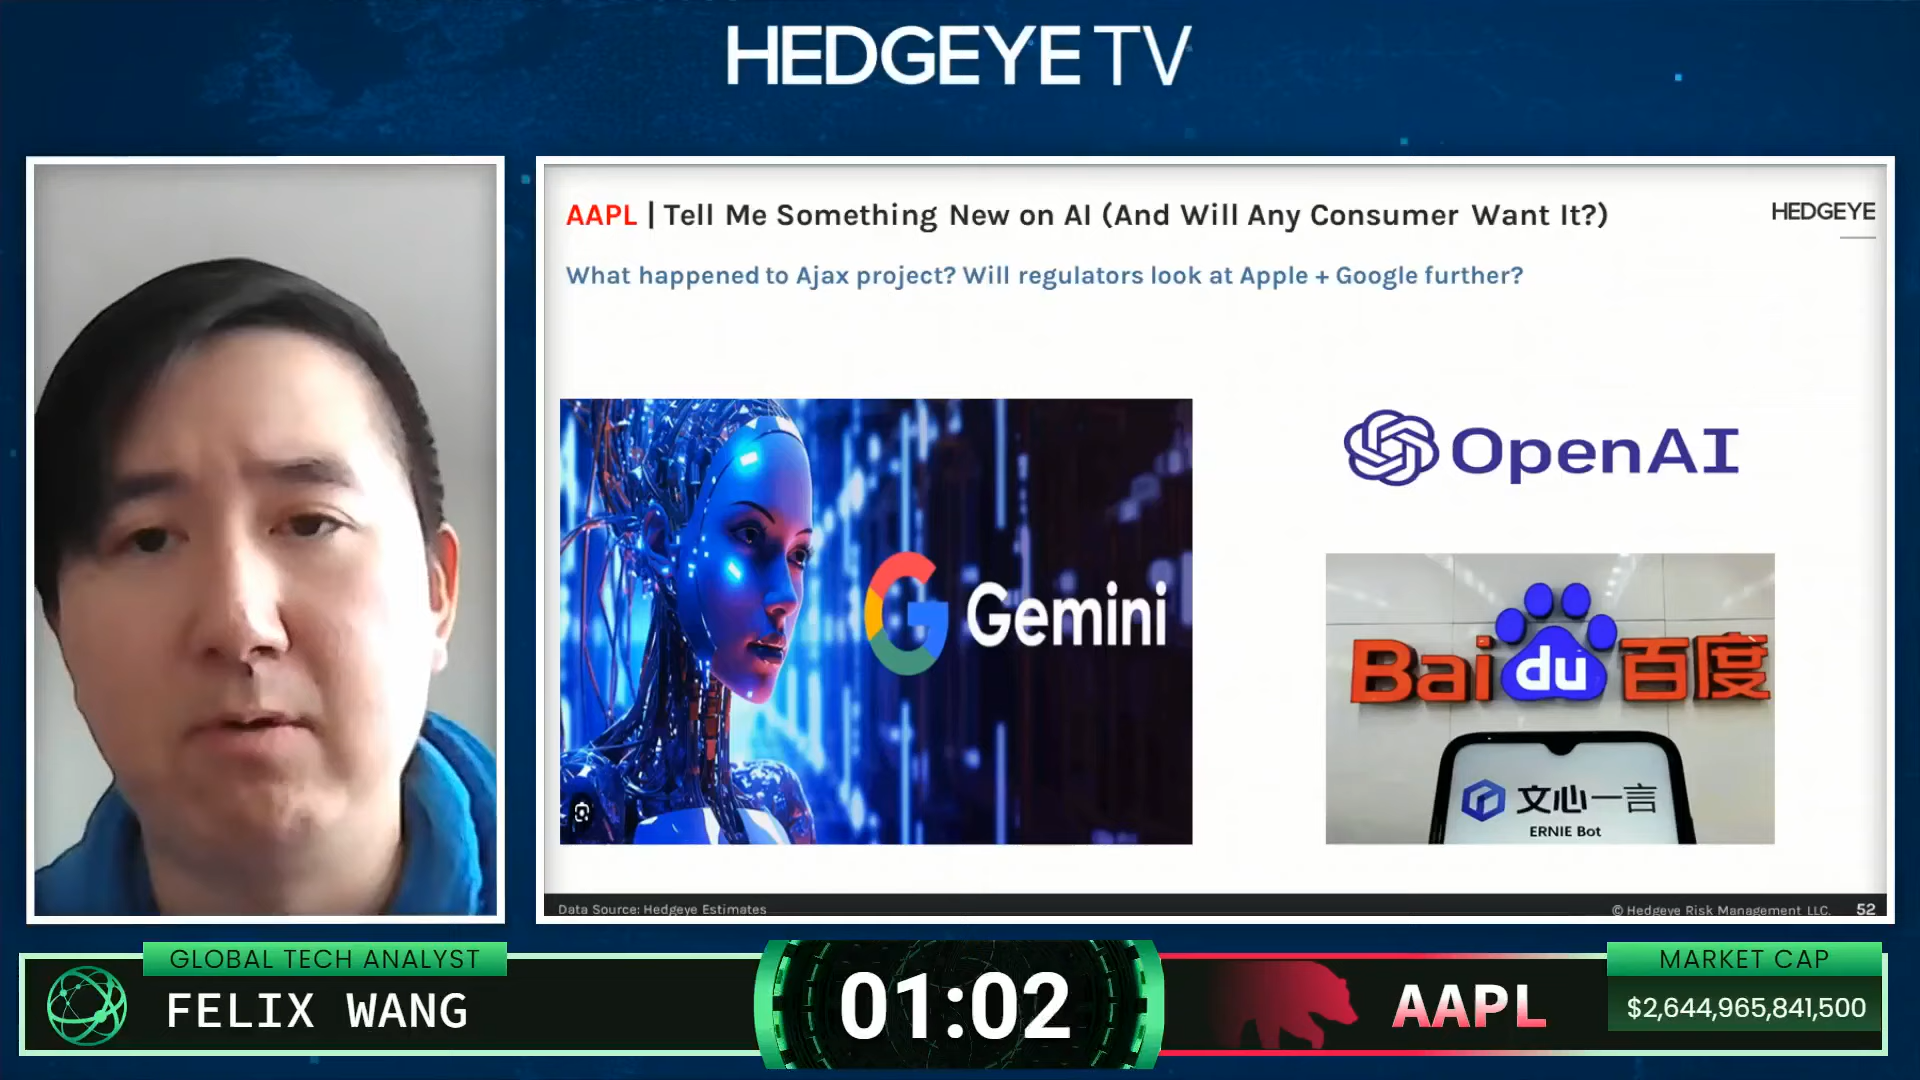 HEDGEYE TV
AAPL | Tell Me Something New on AI (And Will Any Consumer Want It?)
HEDGEYE
What happened to Ajax project? Will regulators look at Apple + Google further?
OpenAI
G Gemini
Bai du 百度
文心一言
ERNIE Bot
Data Source: Hedgeye Estimates
© Hedgeye Risk Management LLC.
52
GLOBAL TECH ANALYST
FELIX WANG
01:02
AAPL
MARKET CAP
$2,644,965,841,500